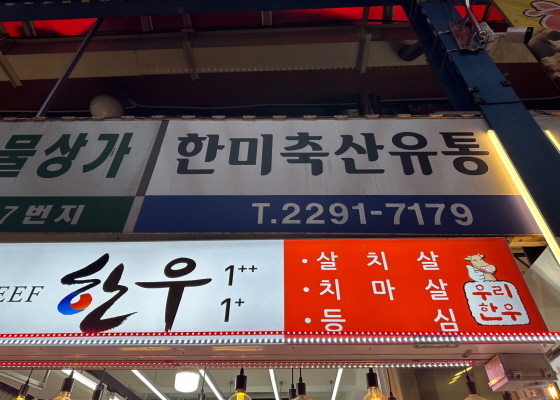 물상가
7번지
한미축산유통
T.2291-7179
EEF
한우
1++
1+
·살치살
·치마살
·등심
우리
한우